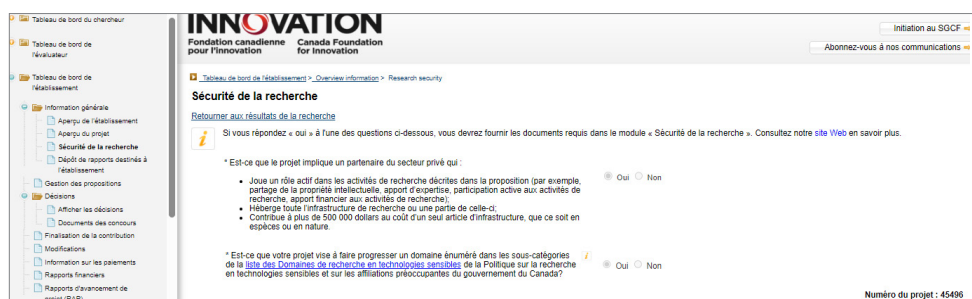 Tableau de bord du chercheur
Tableau de bord de
l'évaluateur
Tableau de bord de
l'établissement
Information générale
Aperçu de l'établissement
Aperçu du projet
Sécurité de la recherche
Dépôt de rapports destinés à
l'établissement
Gestion des propositions
Décisions
Afficher les décisions
Documents des concours
Finalisation de la contribution
Modifications
Information sur les paiements
Rapports financiers
Rapports d'avancement de
projet (RAP)
INNOVATION
Fondation canadienne Canada Foundation
pour l'innovation for Innovation
Initiation au SGCF
Abonnez-vous à nos communications
Tableau de bord de l'établissement > Overview information > Research security
Sécurité de la recherche
Retourner aux résultats de la recherche
Si vous répondez « oui » à l'une des questions ci-dessous, vous devrez fournir les documents requis dans le module « Sécurité de la recherche ». Consultez notre site Web en savoir plus.
* Est-ce que le projet implique un partenaire du secteur privé qui :
• Joue un rôle actif dans les activités de recherche décrites dans la proposition (par exemple,
partage de la propriété intellectuelle, apport d'expertise, participation active aux activités de
recherche, apport financier aux activités de recherche);
• Héberge toute l'infrastructure de recherche ou une partie de celle-ci;
• Contribue à plus de 500 000 dollars au coût d'un seul article d'infrastructure, que ce soit en
espèces ou en nature.
Oui Non
* Est-ce que votre projet vise à faire progresser un domaine énuméré dans les sous-catégories
de la liste des Domaines de recherche en technologies sensibles de la Politique sur la recherche
en technologies sensibles et sur les affiliations préoccupantes du gouvernement du Canada?
Oui Non
Numéro du projet : 45496